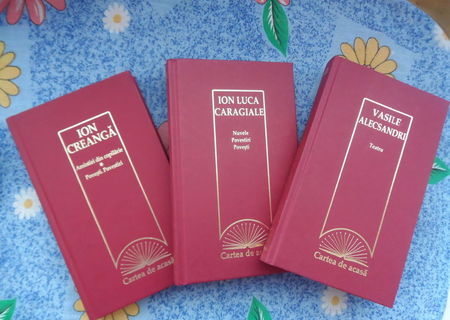 ION
CREANGĂ
Amintiri din copilărie
Povești. Povestiri
Cartea de acasă
ION LUCA
CARAGIALE
Nuvele
Povestiri
Povești
Cartea de acasă
VASILE
ALECSANDRI
Teatru
Cartea de acasă